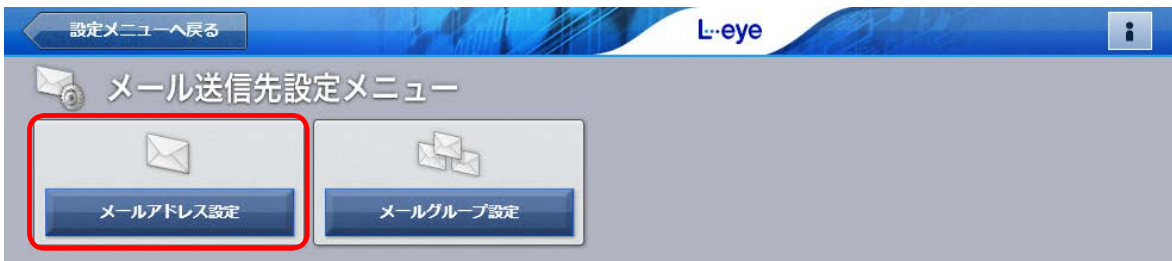 設定メニューへ戻る
L…eye
メール送信先設定メニュー
メールアドレス設定
メールグループ設定